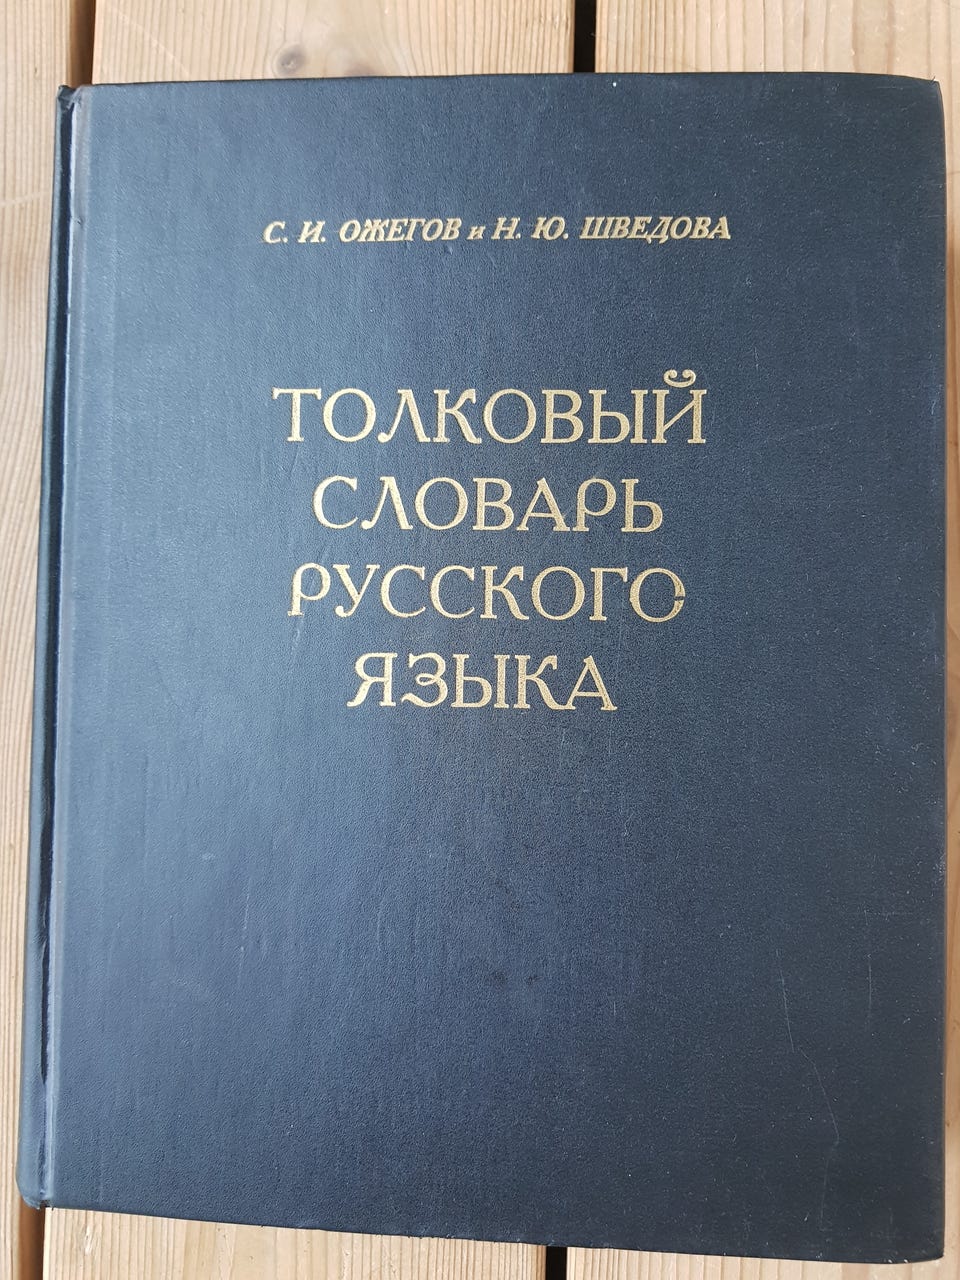 С. И. ОЖЕГОВ и Н. Ю. ШВЕДОВА
ТОЛКОВЫЙ
СЛОВАРЬ
РУССКОГО
ЯЗЫКА